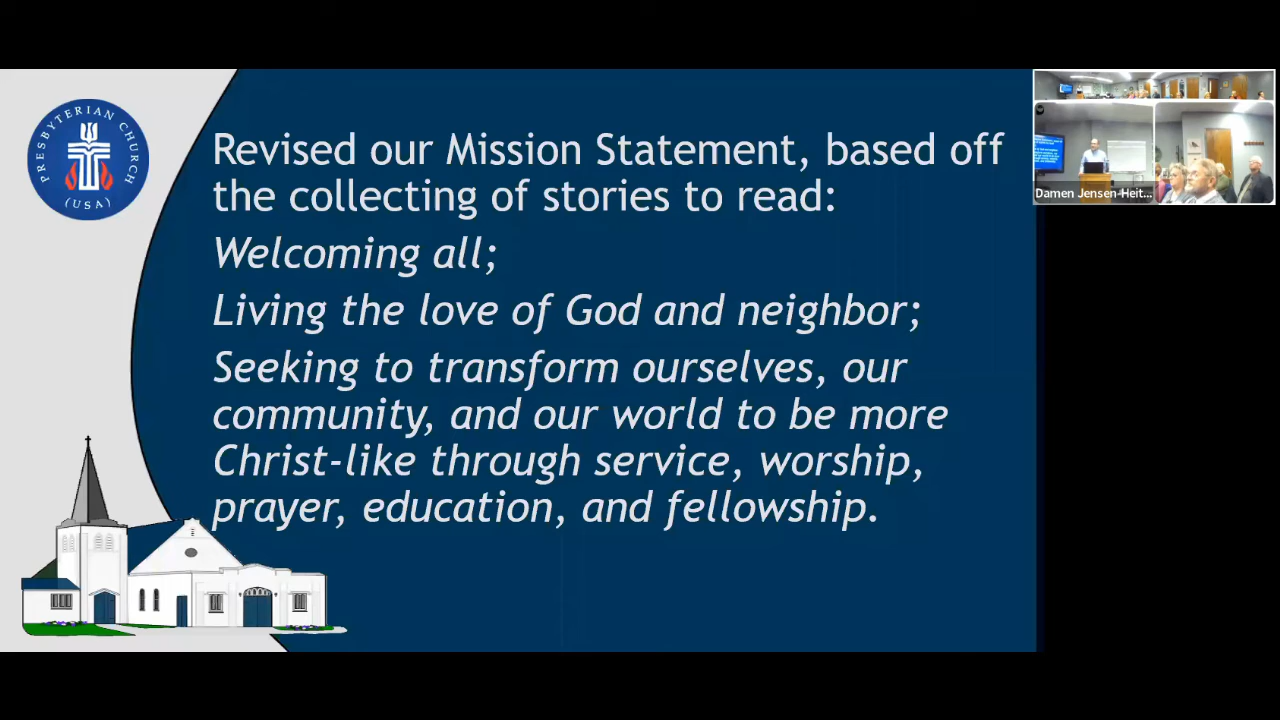 PRESBYTERIAN CHURCH
(USA)
Revised our Mission Statement, based off
the collecting of stories to read:
Welcoming all;
Living the love of God and neighbor;
Seeking to transform ourselves, our
community, and our world to be more
Christ-like through service, worship,
prayer, education, and fellowship.
Damen Jensen-Heit...